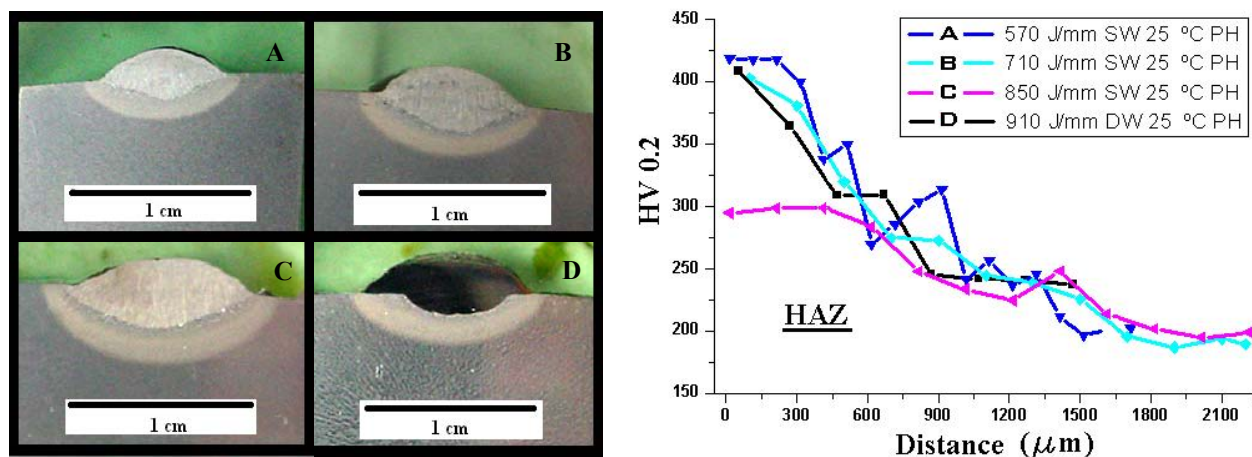 A
1 cm
B
1 cm
C
1 cm
D
1 cm
450
400
350
300
250
200
150
HV 0.2
A 570 J/mm SW 25 ºC PH
B 710 J/mm SW 25 ºC PH
C 850 J/mm SW 25 ºC PH
D 910 J/mm DW 25 ºC PH
HAZ
0 300 600 900 1200 1500 1800 2100
Distance (μm)